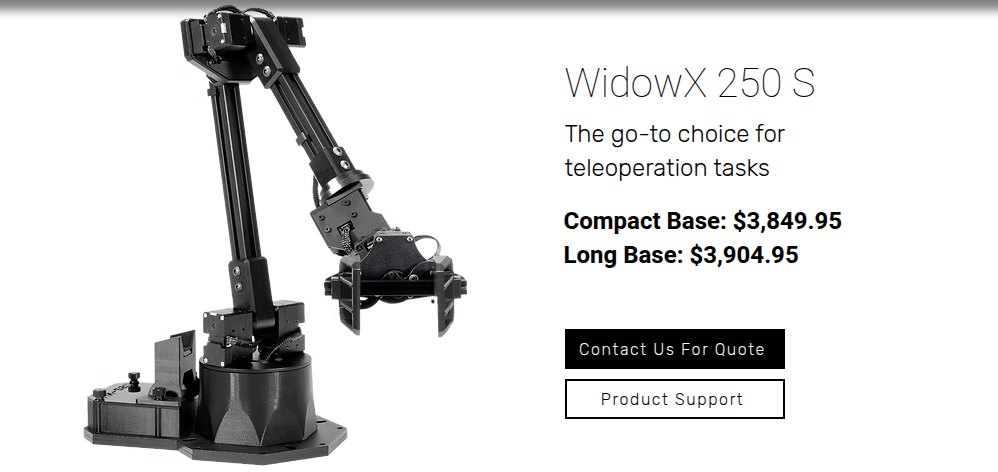 WidowX 250 S
The go-to choice for
teleoperation tasks
Compact Base: $3,849.95
Long Base: $3,904.95
Contact Us For Quote
Product Support